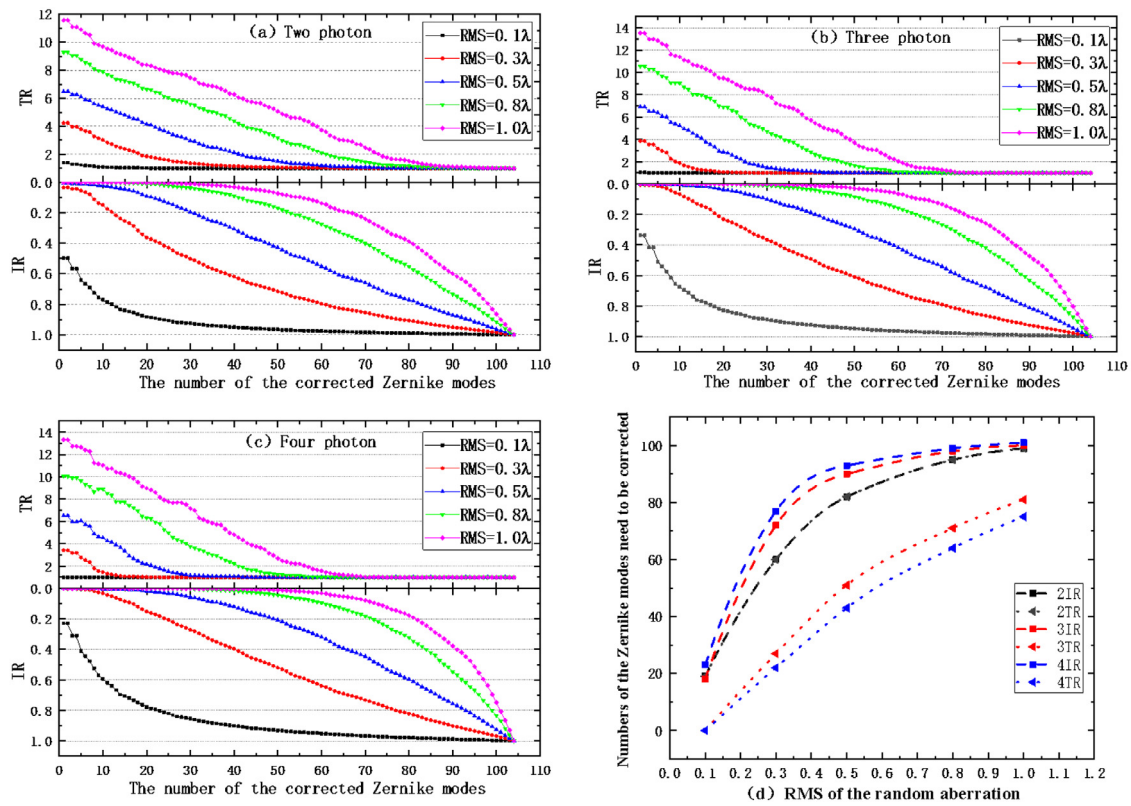 (a) Two photon
RMS=0.1λ
RMS=0.3λ
RMS=0.5λ
RMS=0.8λ
RMS=1.0λ
TR
12
10
8
6
4
2
IR
0.0
0.2
0.4
0.6
0.8
1.0
0 10 20 30 40 50 60 70 80 90 100 110
The number of the corrected Zernike modes
(b) Three photon
RMS=0.1λ
RMS=0.3λ
RMS=0.5λ
RMS=0.8λ
RMS=1.0λ
TR
14
12
10
8
6
4
2
IR
0.0
0.2
0.4
0.6
0.8
1.0
0 10 20 30 40 50 60 70 80 90 100 110
The number of the corrected Zernike modes
(c) Four photon
RMS=0.1λ
RMS=0.3λ
RMS=0.5λ
RMS=0.8λ
RMS=1.0λ
TR
14
12
10
8
6
4
2
IR
0.0
0.2
0.4
0.6
0.8
1.0
0 10 20 30 40 50 60 70 80 90 100 110
The number of the corrected Zernike modes
Numbers of the Zernike modes need to be corrected
100
80
60
40
20
0
2IR
2TR
3IR
3TR
4IR
4TR
0.0 0.1 0.2 0.3 0.4 0.5 0.6 0.7 0.8 0.9 1.0 1.1 1.2
(d) RMS of the random aberration